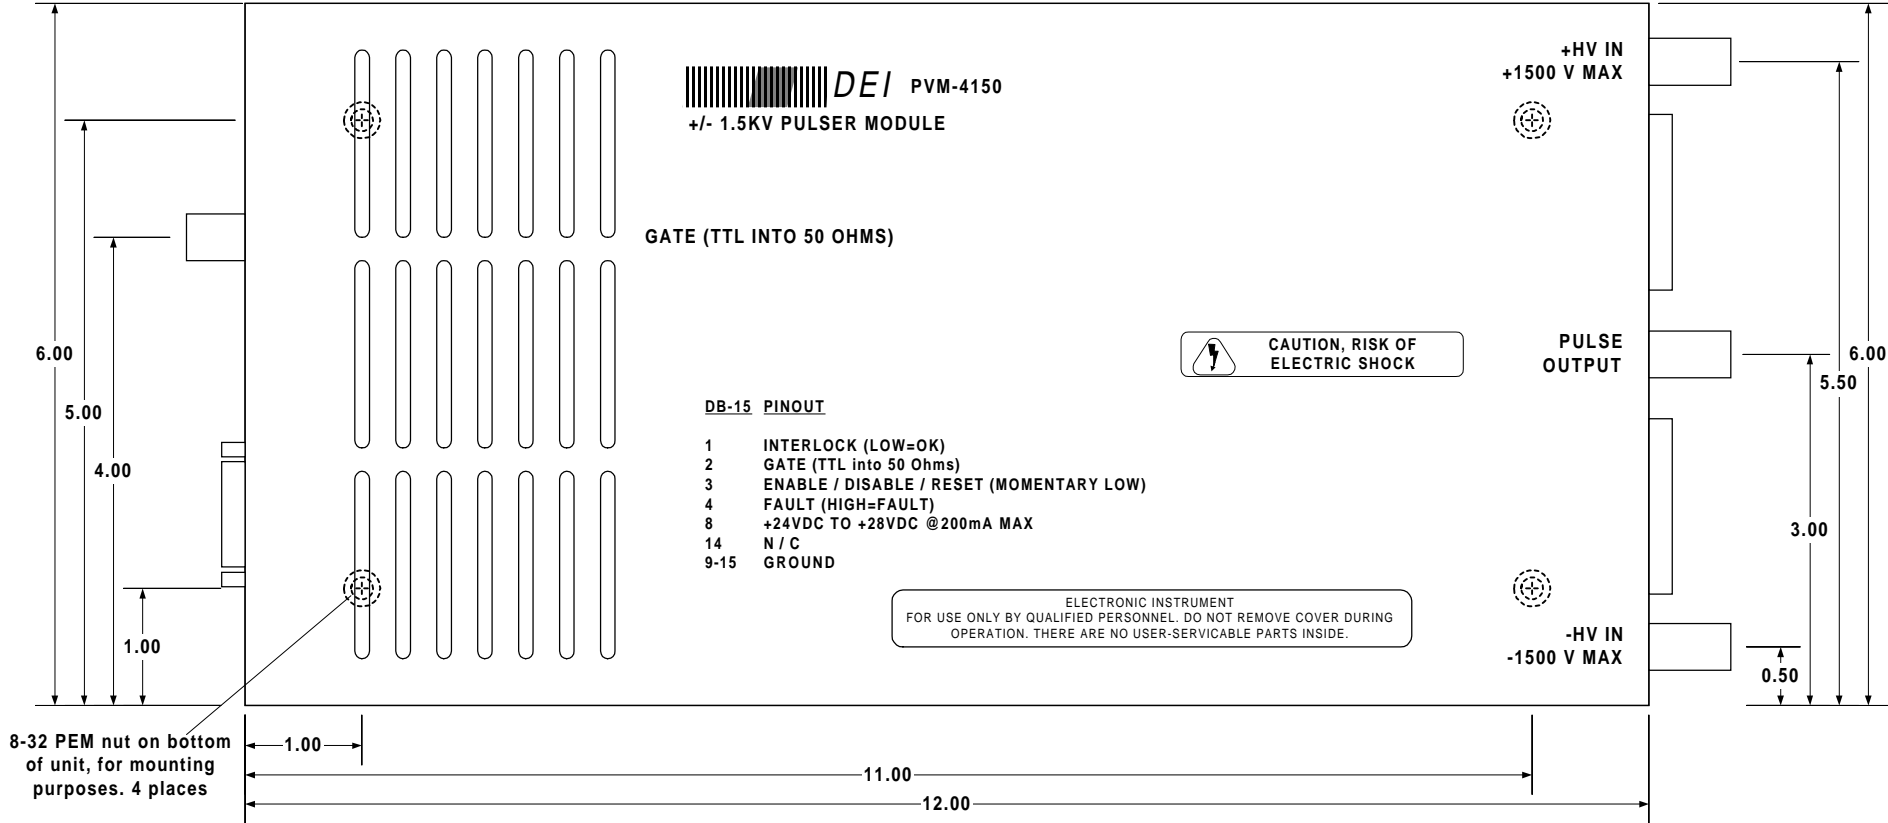 +HV IN
+1500 V MAX
DEI PVM-4150
+/- 1.5KV PULSER MODULE
GATE (TTL INTO 50 OHMS)
CAUTION, RISK OF
ELECTRIC SHOCK
PULSE
OUTPUT
6.00
5.00
4.00
1.00
6.00
5.50
3.00
0.50
DB-15 PINOUT
1 INTERLOCK (LOW=OK)
2 GATE (TTL into 50 Ohms)
3 ENABLE / DISABLE / RESET (MOMENTARY LOW)
4 FAULT (HIGH=FAULT)
8 +24VDC TO +28VDC @200mA MAX
14 N / C
9-15 GROUND
ELECTRONIC INSTRUMENT
FOR USE ONLY BY QUALIFIED PERSONNEL. DO NOT REMOVE COVER DURING
OPERATION. THERE ARE NO USER-SERVICABLE PARTS INSIDE.
-HV IN
-1500 V MAX
8-32 PEM nut on bottom
of unit, for mounting
purposes. 4 places
1.00
11.00
12.00